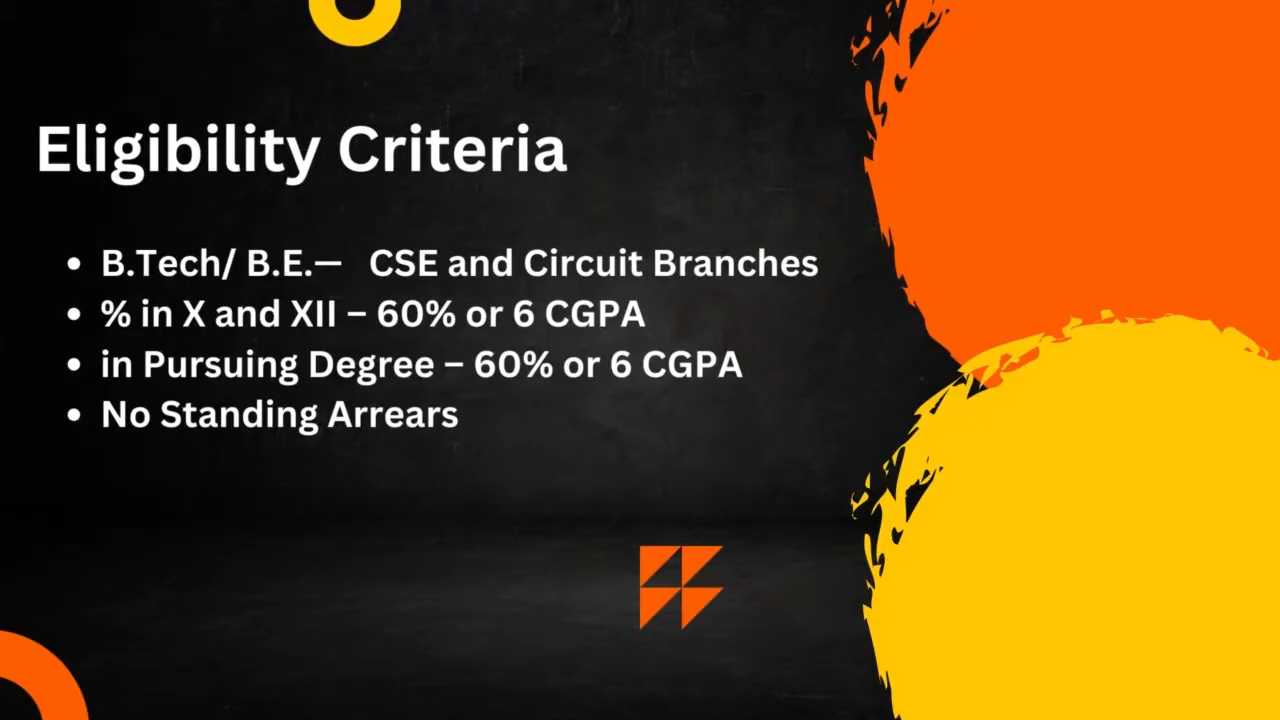 Eligibility Criteria
• B.Tech/ B.E.— CSE and Circuit Branches
• % in X and XII – 60% or 6 CGPA
• in Pursuing Degree – 60% or 6 CGPA
• No Standing Arrears